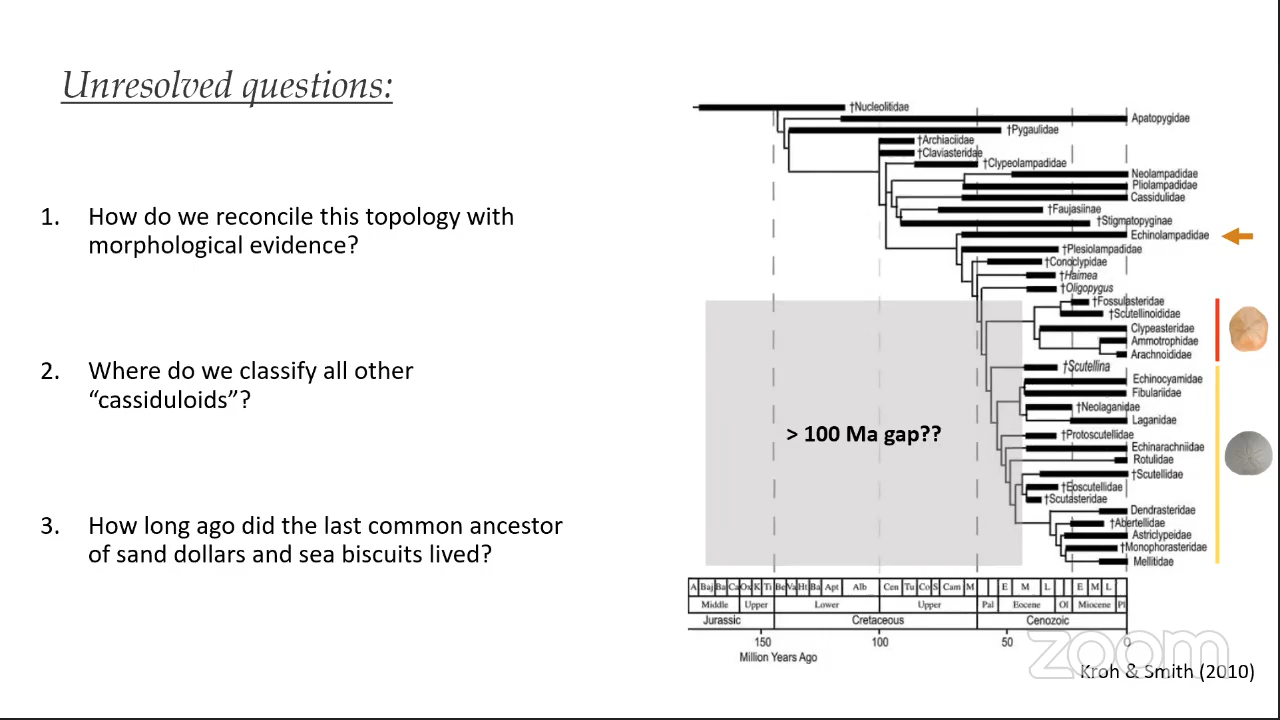 Unresolved questions:
1. How do we reconcile this topology with
morphological evidence?
2. Where do we classify all other
“cassiduloids”?
3. How long ago did the last common ancestor
of sand dollars and sea biscuits lived?
†Nucleolitidae
Apatopygidae
†Pygaulidae
†Archiaciidae
†Claviasteridae
†Clypeolampadidae
Neolampadidae
Pliolampadidae
Cassidulidae
†Faujasiinae
†Stigmatopyginae
Echinolampadidae
†Plesiolampadidae
†Conoclypidae
†Haimea
†Oligopygus
†Fossulasteridae
†Scutellinoididae
Clypeasteridae
Ammotrophidae
Arachnoididae
†Scutellina
Echinocyamidae
Fibulariidae
†Neolaganidae
Laganidae
> 100 Ma gap??
†Protoscutellidae
Echinarachniidae
Rotulidae
†Scutellidae
†Eoscutellidae
†Scutasteridae
Dendrasteridae
†Abertellidae
Astriclypeidae
†Monophorasteridae
Mellitidae
A Baj Ba Ca Ox K Ti Be Va Ht Ba Apt Alb Cen Tu Co S Cam M E M L E M L
Middle Upper Lower Upper Pal Eocene Ol Miocene Pl
Jurassic Cretaceous Cenozoic
150 100 50 0
Million Years Ago
zoom
Kroh & Smith (2010)